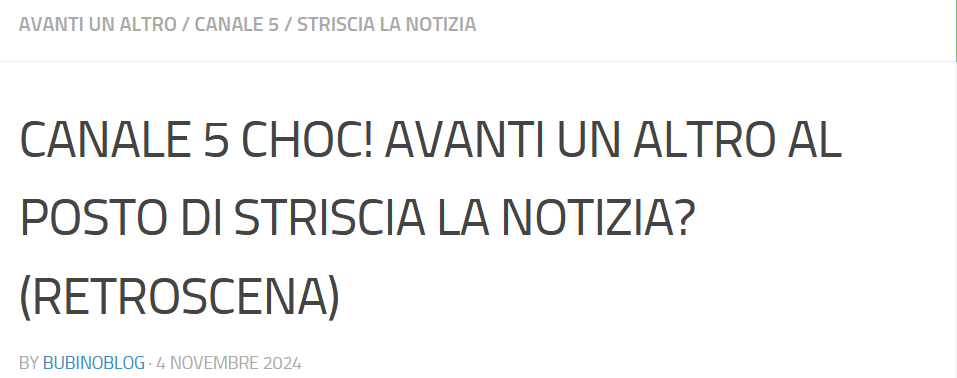 AVANTI UN ALTRO / CANALE 5 / STRISCIA LA NOTIZIA
CANALE 5 CHOC! AVANTI UN ALTRO AL
POSTO DI STRISCIA LA NOTIZIA?
(RETROSCENA)
BY BUBINOBLOG · 4 NOVEMBRE 2024